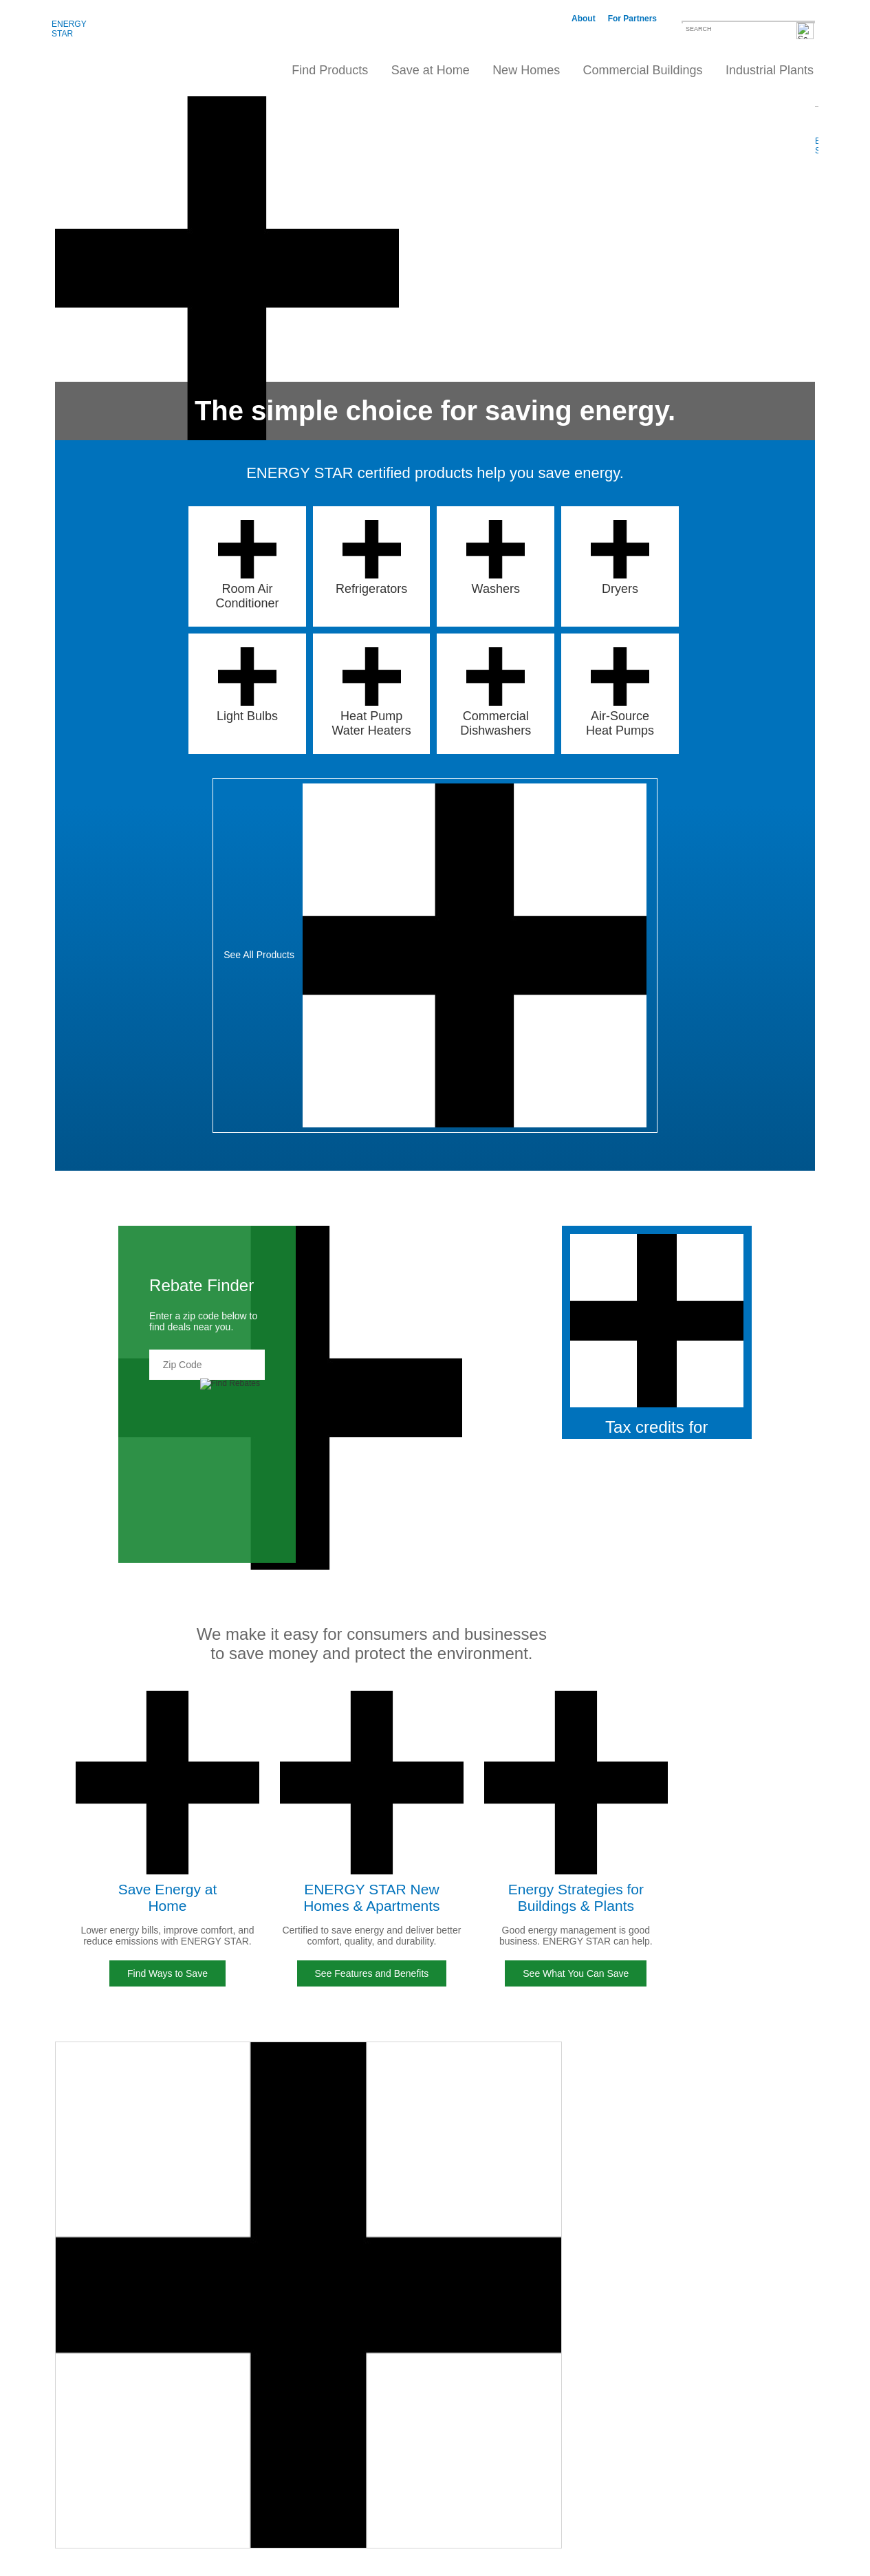 ENERGY
STAR
About
For Partners
SEARCH
Find Products
Save at Home
New Homes
Commercial Buildings
Industrial Plants
The simple choice for saving energy.
ENERGY STAR certified products help you save energy.
Room Air
Conditioner
Refrigerators
Washers
Dryers
Light Bulbs
Heat Pump
Water Heaters
Commercial
Dishwashers
Air-Source
Heat Pumps
See All Products
Rebate Finder
Enter a zip code below to
find deals near you.
Zip Code
Find Rebates
Tax credits for
We make it easy for consumers and businesses
to save money and protect the environment.
Save Energy at
Home
Lower energy bills, improve comfort, and
reduce emissions with ENERGY STAR.
Find Ways to Save
ENERGY STAR New
Homes & Apartments
Certified to save energy and deliver better
comfort, quality, and durability.
See Features and Benefits
Energy Strategies for
Buildings & Plants
Good energy management is good
business. ENERGY STAR can help.
See What You Can Save